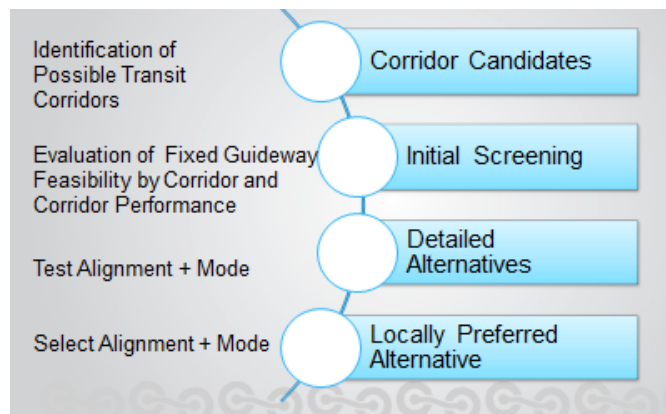 Identification of
Possible Transit
Corridors
Corridor Candidates
Evaluation of Fixed Guideway
Feasibility by Corridor and
Corridor Performance
Initial Screening
Test Alignment + Mode
Detailed
Alternatives
Select Alignment + Mode
Locally Preferred
Alternative